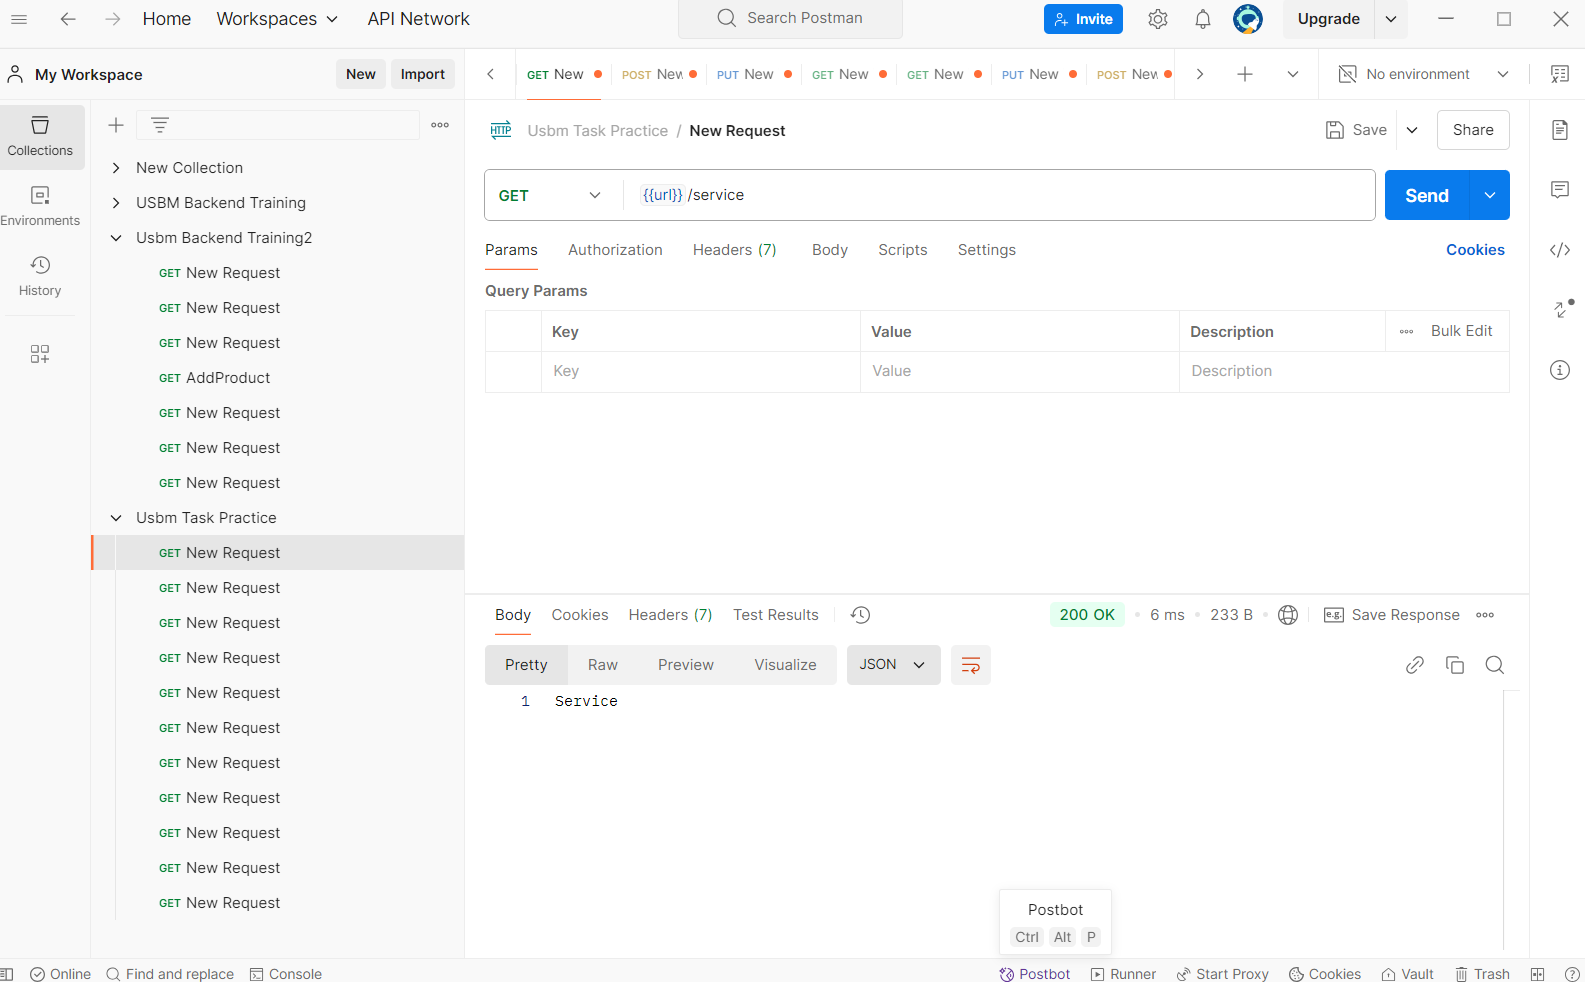 Home Workspaces API Network Search Postman Invite Upgrade
My Workspace New Import GET New POST New PUT New GET New GET New PUT New POST New No environment
Collections
Environments
History
New Collection
USBM Backend Training
Usbm Backend Training2
GET New Request
GET New Request
GET New Request
GET AddProduct
GET New Request
GET New Request
GET New Request
Usbm Task Practice
GET New Request
GET New Request
GET New Request
GET New Request
GET New Request
GET New Request
GET New Request
GET New Request
GET New Request
GET New Request
GET New Request
HTTP Usbm Task Practice / New Request Save Share
GET {{url}} /service Send
Params Authorization Headers (7) Body Scripts Settings Cookies
Query Params
Key Value Description Bulk Edit
Key Value Description
Body Cookies Headers (7) Test Results 200 OK 6 ms 233 B e.g. Save Response
Pretty Raw Preview Visualize JSON
1 Service
Postbot
Ctrl Alt P
Online Find and replace Console Postbot Runner Start Proxy Cookies Vault Trash